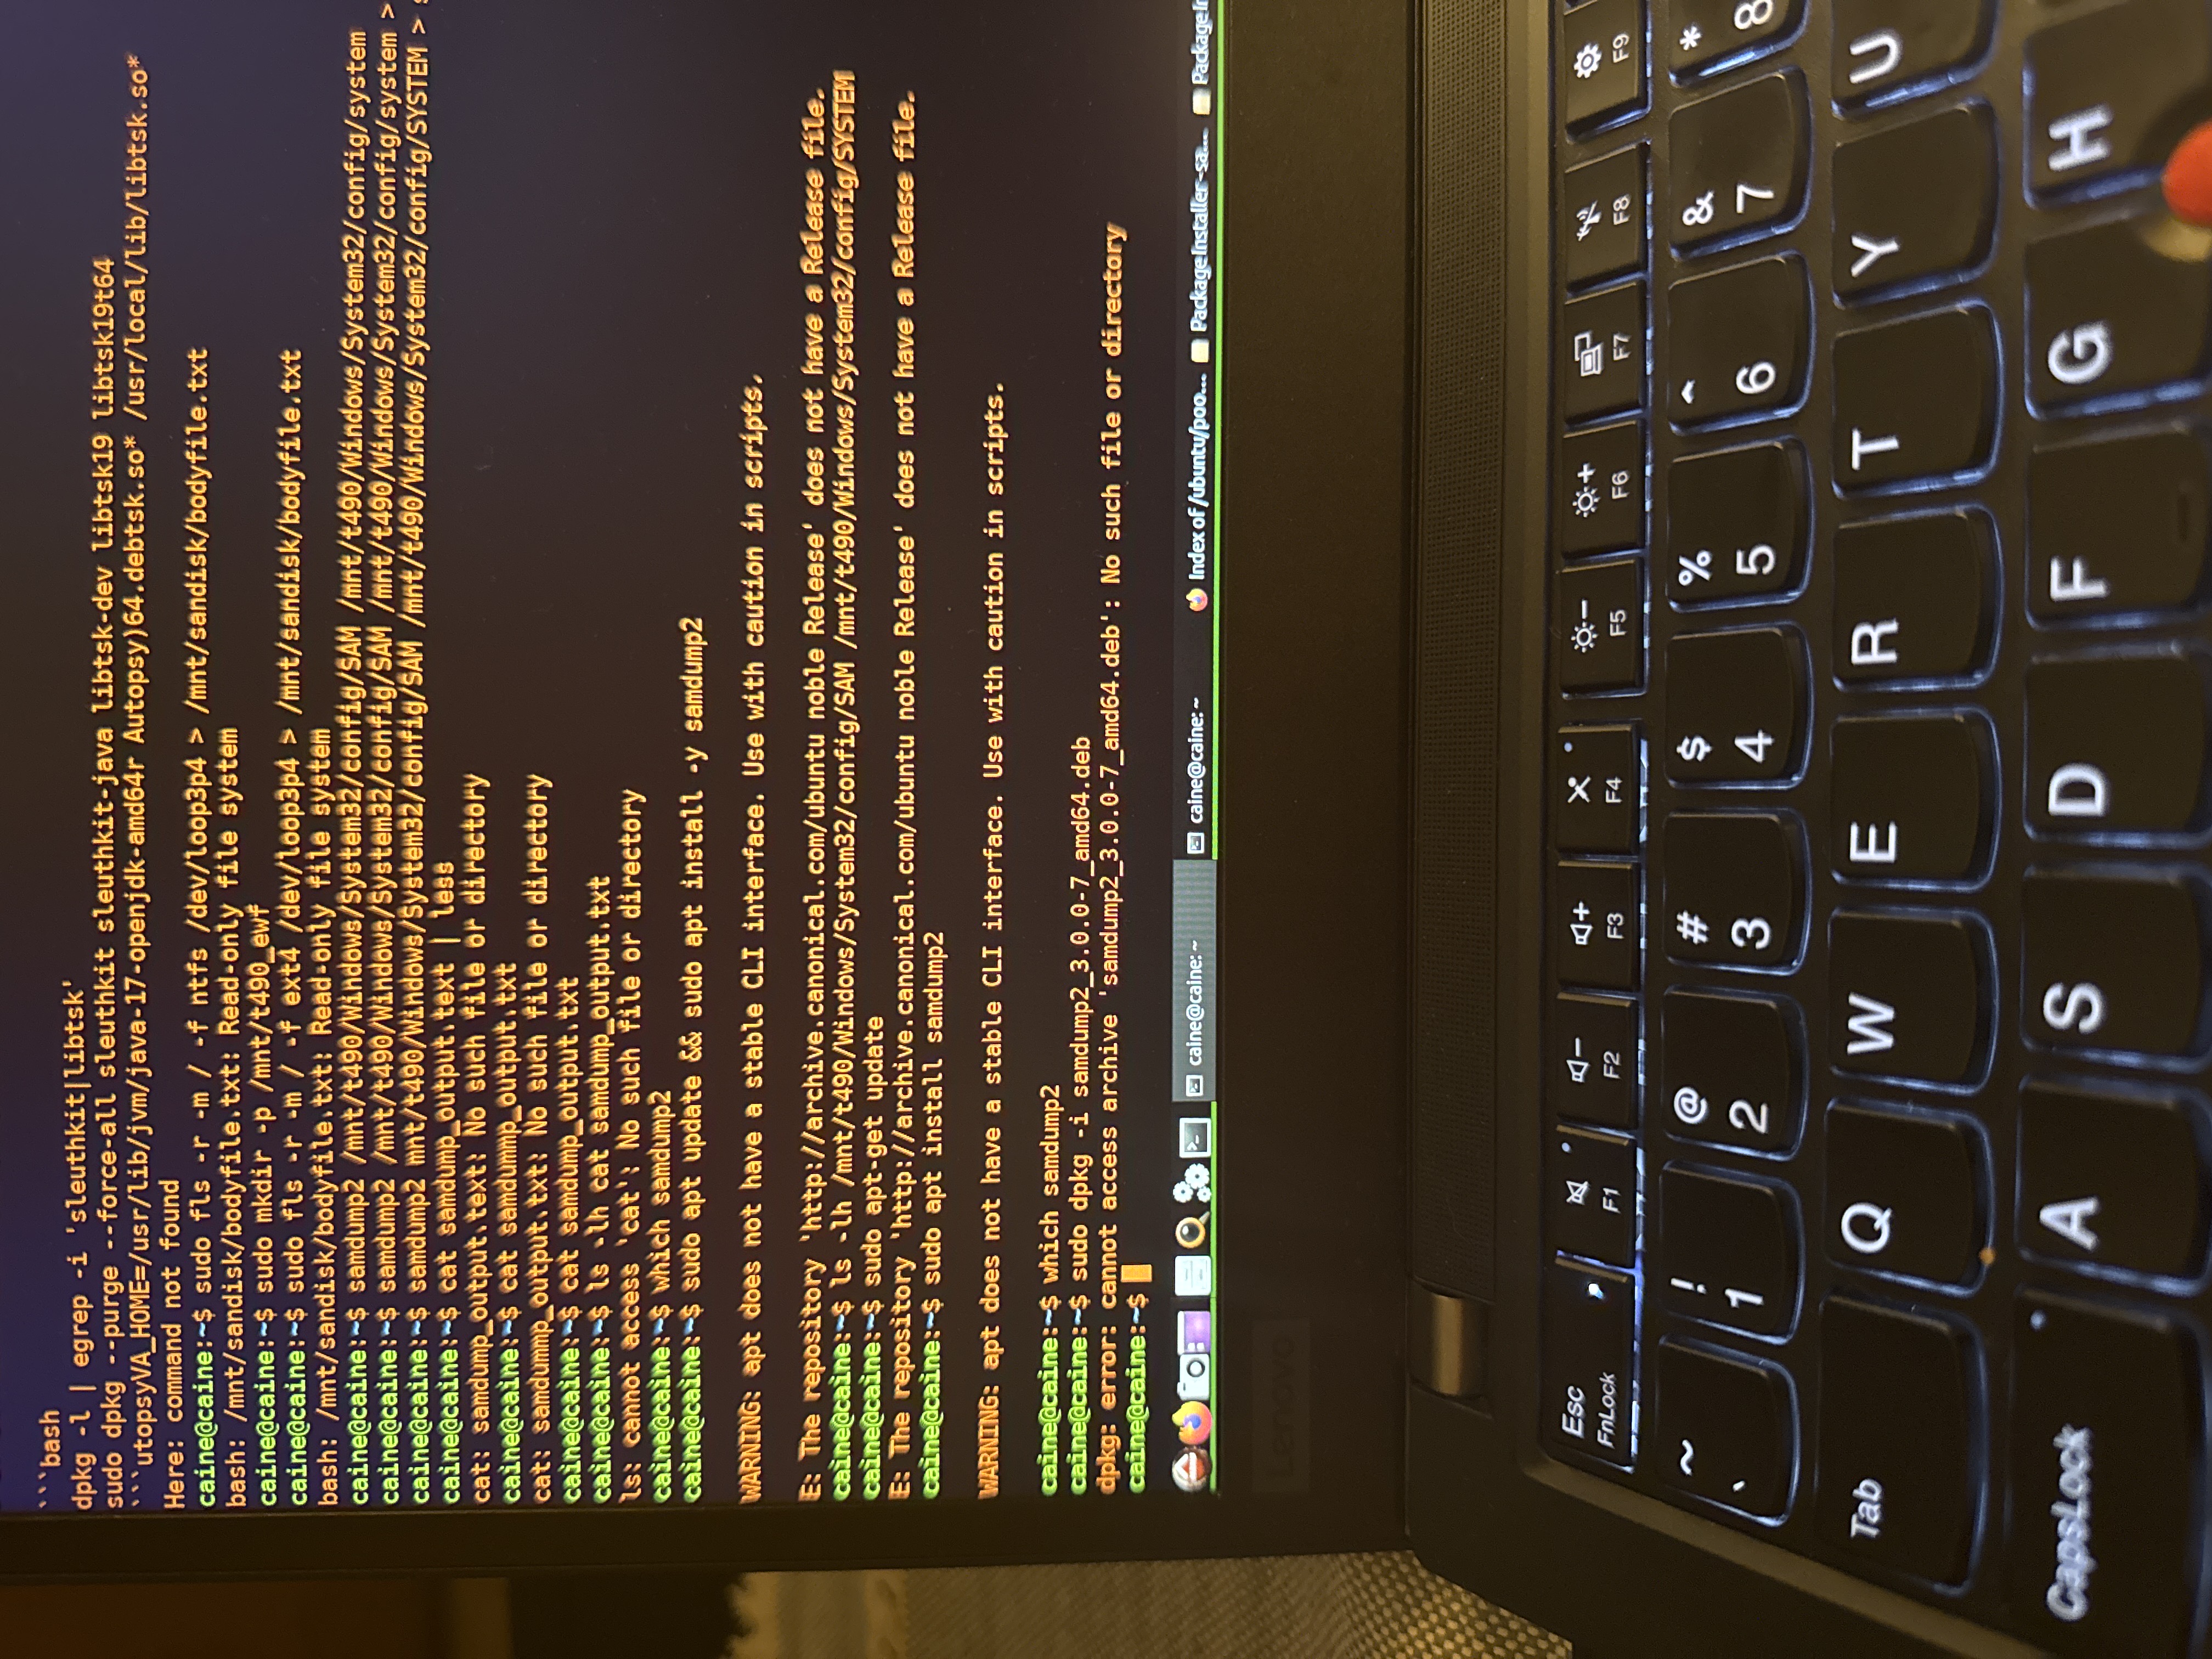 ```bash
dpkg -l | egrep -i 'sleuthkit|libtsk'
sudo dpkg --purge --force-all sleuthkit sleuthkit-java libtsk-dev libtsk19 libtsk19t64
```utopsyVA_HOME=/usr/lib/jvm/java-17-openjdk-amd64r Autopsy)64.debtsk.so* /usr/local/lib/libtsk.so*
Here: command not found
caine@caine:~$ sudo fls -r -m / -f ntfs /dev/loop3p4 > /mnt/sandisk/bodyfile.txt
bash: /mnt/sandisk/bodyfile.txt: Read-only file system
caine@caine:~$ sudo mkdir -p /mnt/t490_ewf
caine@caine:~$ sudo fls -r -m / -f ext4 /dev/loop3p4 > /mnt/sandisk/bodyfile.txt
bash: /mnt/sandisk/bodyfile.txt: Read-only file system
caine@caine:~$ samdump2 /mnt/t490/Windows/System32/config/SAM /mnt/t490/Windows/System32/config/system
caine@caine:~$ samdump2 /mnt/t490/Windows/System32/config/SAM /mnt/t490/Windows/System32/config/system >
caine@caine:~$ samdump2 mnt/t490/Windows/System32/config/SAM /mnt/t490/Windows/System32/config/SYSTEM >
caine@caine:~$ cat samdump_output.text | less
cat: samdump_output.text: No such file or directory
caine@caine:~$ cat samdummp_output.txt
cat: samdummp_output.txt: No such file or directory
caine@caine:~$ cat samdump_output.txt
caine@caine:~$ ls -lh cat samdump_output.txt
ls: cannot access 'cat': No such file or directory
caine@caine:~$ which samdump2
caine@caine:~$ sudo apt update && sudo apt install -y samdump2
WARNING: apt does not have a stable CLI interface. Use with caution in scripts.
E: The repository 'http://archive.canonical.com/ubuntu noble Release' does not have a Release file.
caine@caine:~$ ls -lh /mnt/t490/Windows/System32/config/SAM /mnt/t490/Windows/System32/config/SYSTEM
caine@caine:~$ sudo apt-get update
E: The repository 'http://archive.canonical.com/ubuntu noble Release' does not have a Release file.
caine@caine:~$ sudo apt install samdump2
WARNING: apt does not have a stable CLI interface. Use with caution in scripts.
caine@caine:~$ which samdump2
caine@caine:~$ sudo dpkg -i samdump2_3.0.0-7_amd64.deb
dpkg: error: cannot access archive 'samdump2_3.0.0-7_amd64.deb': No such file or directory
caine@caine:~$
caine@caine: ~ caine@caine: ~ Index of /ubuntu/poo... Package Installer - sa... Package In
Lenovo
Esc FnLock F1 F2 F3 F4 F5 F6 F7 F8 F9
~ ` ! 1 @ 2 # 3 $ 4 % 5 ^ 6 & 7 * 8
Tab Q W E R T Y U
CapsLock A S D F G H